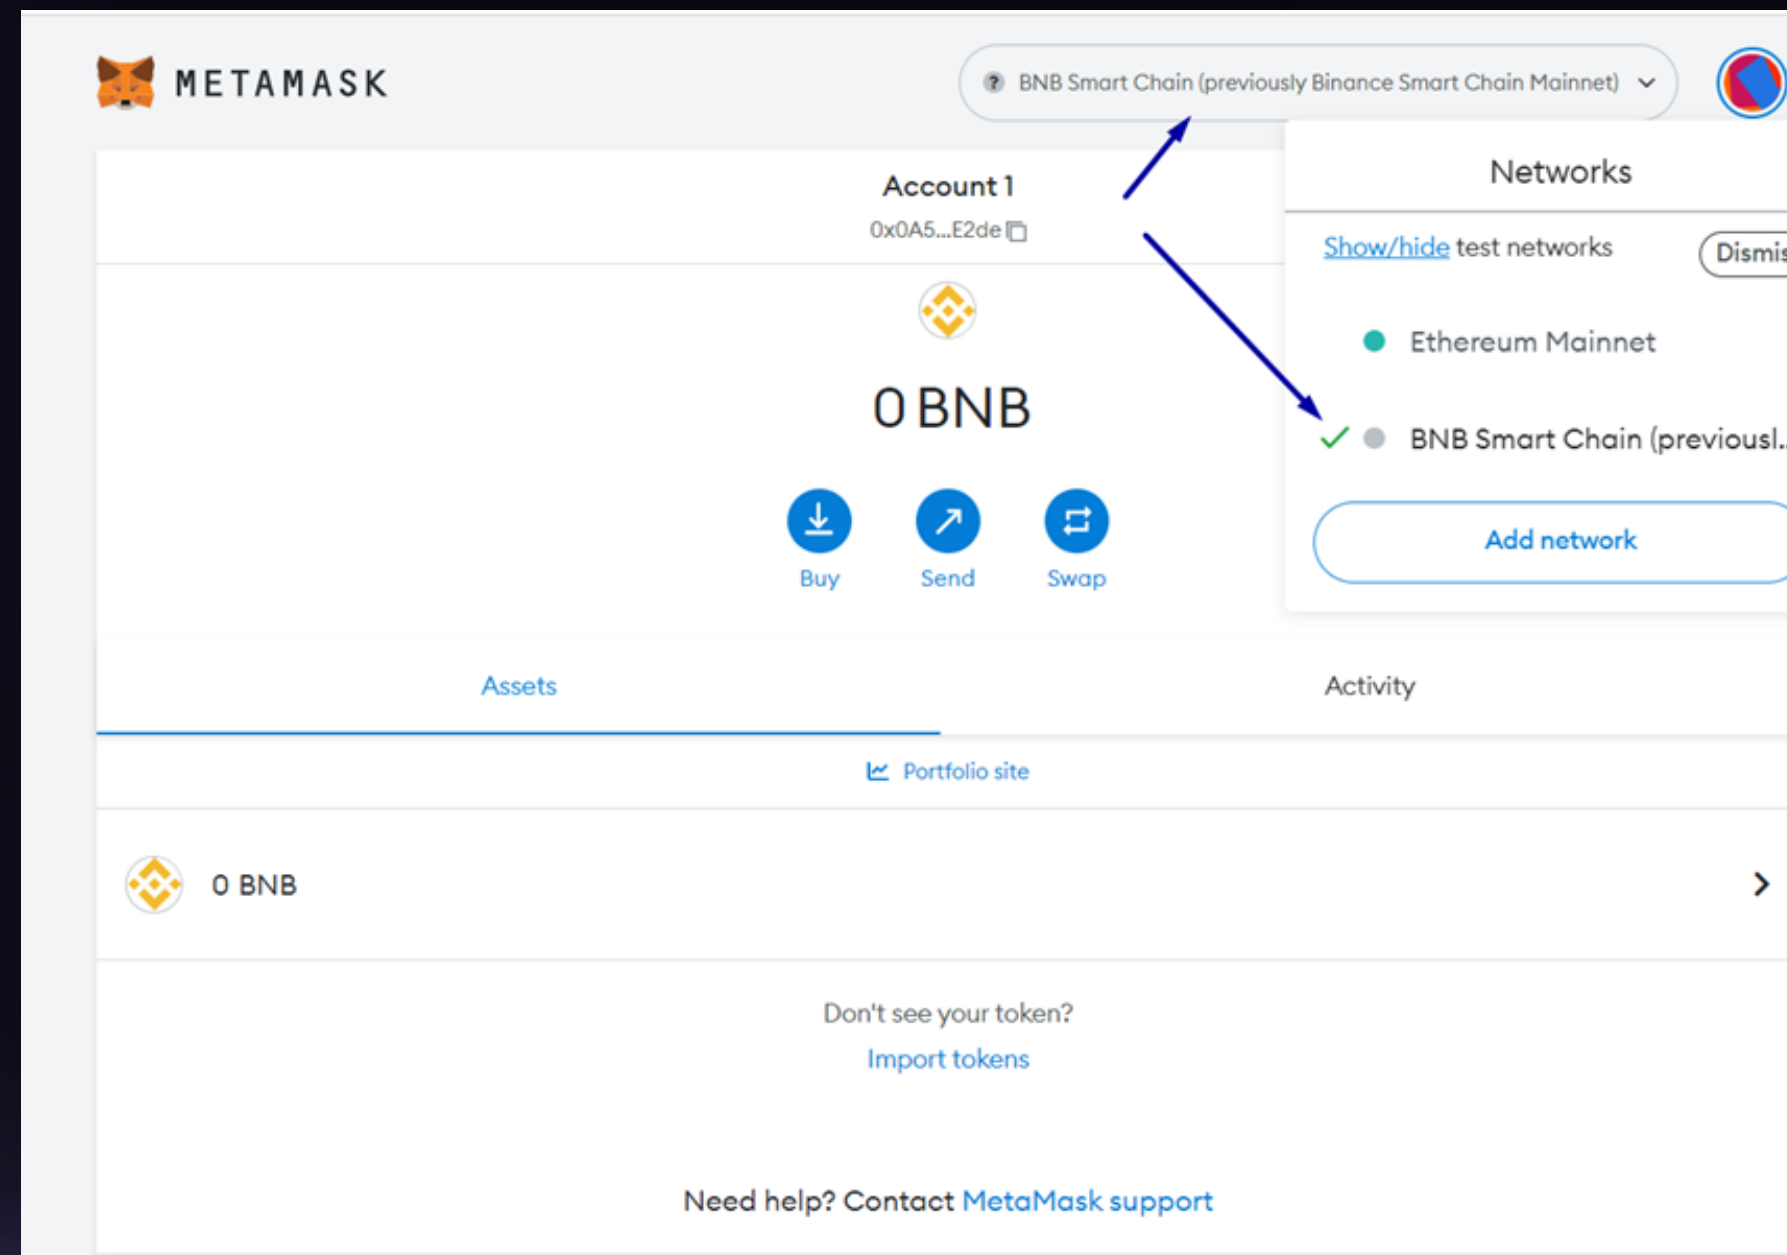 METAMASK
? BNB Smart Chain (previously Binance Smart Chain Mainnet)
Account 1
0x0A5...E2de
0 BNB
Buy Send Swap
Networks
Show/hide test networks
Dismis
Ethereum Mainnet
BNB Smart Chain (previousl...
Add network
Assets Activity
Portfolio site
0 BNB
Don't see your token?
Import tokens
Need help? Contact MetaMask support